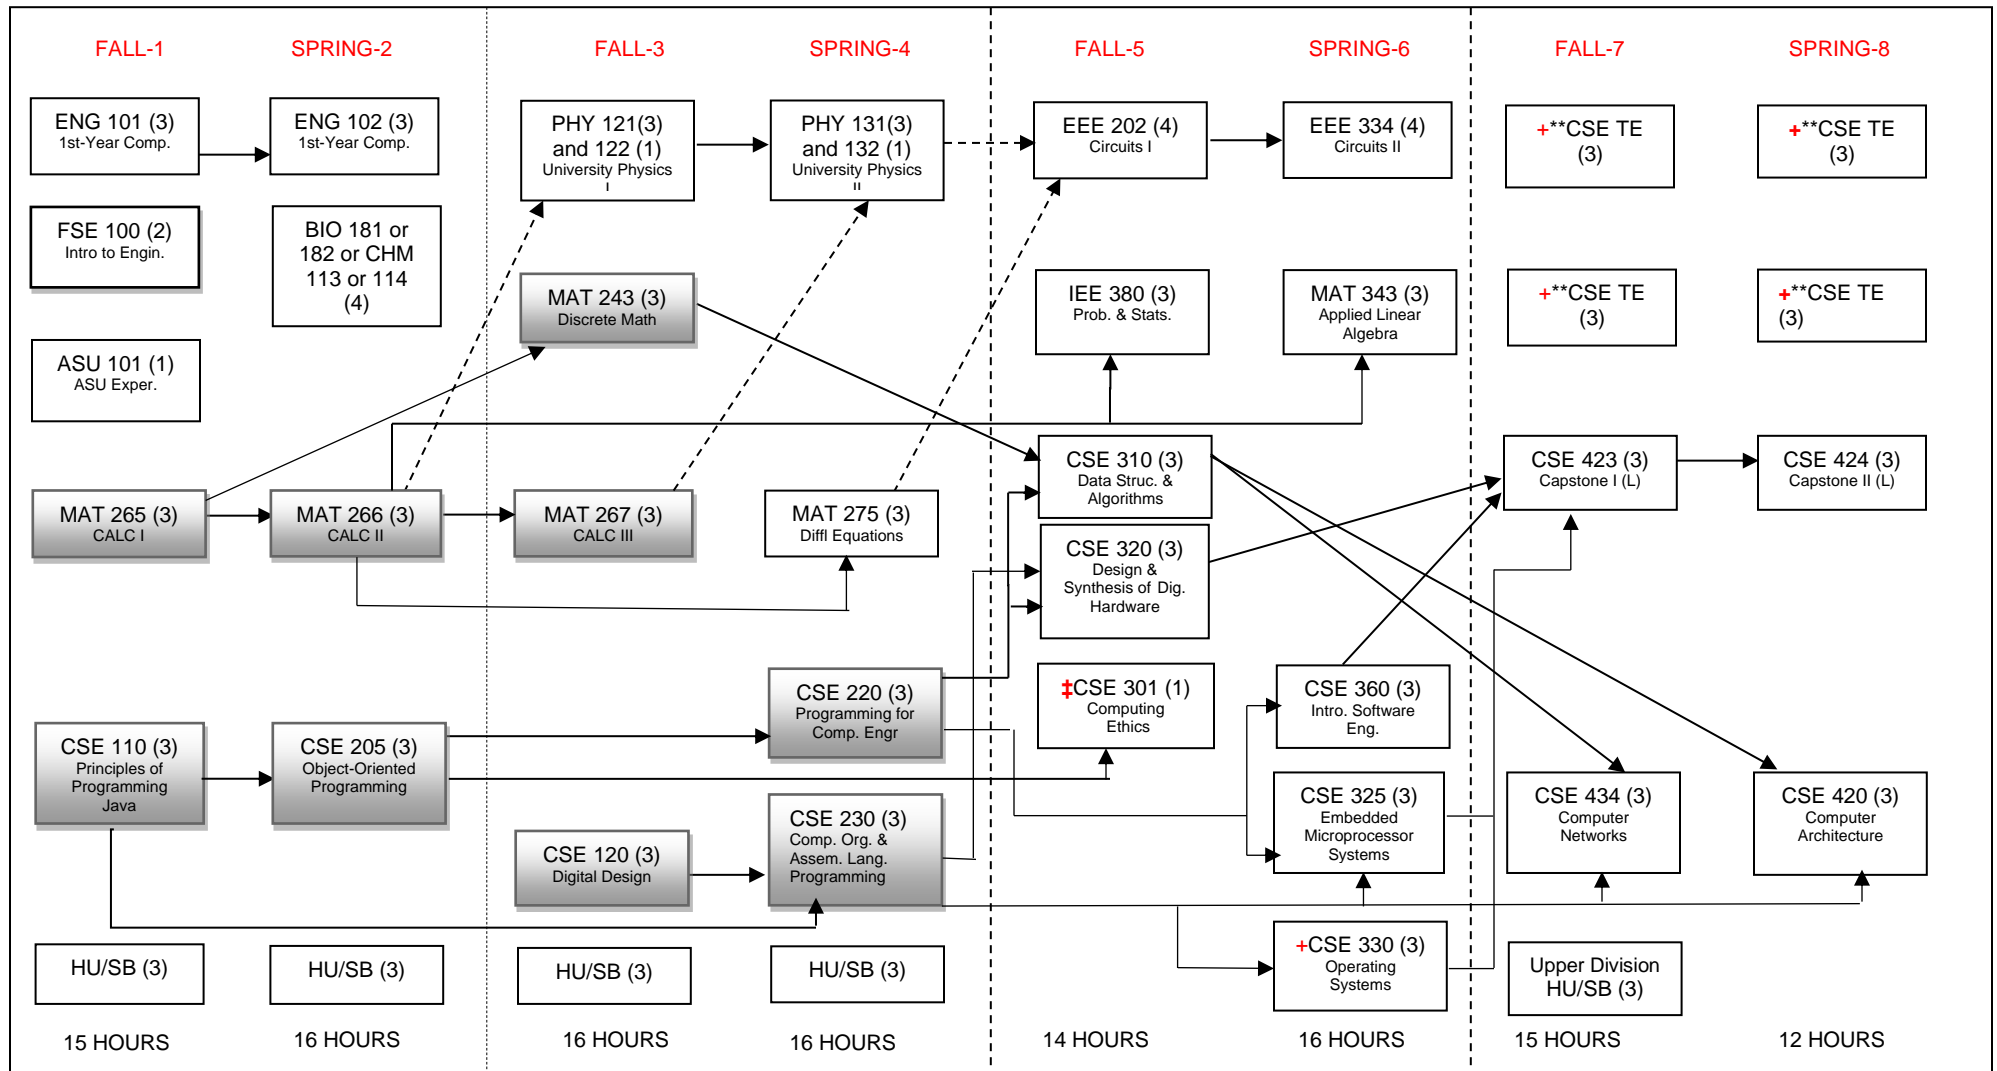 FALL-1
SPRING-2
FALL-3
SPRING-4
FALL-5
SPRING-6
FALL-7
SPRING-8
ENG 101 (3)
1st-Year Comp.
ENG 102 (3)
1st-Year Comp.
PHY 121(3)
and 122 (1)
University Physics
I
PHY 131(3)
and 132 (1)
University Physics
II
EEE 202 (4)
Circuits I
EEE 334 (4)
Circuits II
+**CSE TE
(3)
+**CSE TE
(3)
FSE 100 (2)
Intro to Engin.
BIO 181 or
182 or CHM
113 or 114
(4)
MAT 243 (3)
Discrete Math
IEE 380 (3)
Prob. & Stats.
MAT 343 (3)
Applied Linear
Algebra
+**CSE TE
(3)
+**CSE TE
(3)
ASU 101 (1)
ASU Exper.
MAT 265 (3)
CALC I
MAT 266 (3)
CALC II
MAT 267 (3)
CALC III
MAT 275 (3)
Diffl Equations
CSE 310 (3)
Data Struc. &
Algorithms
CSE 423 (3)
Capstone I (L)
CSE 424 (3)
Capstone II (L)
CSE 320 (3)
Design &
Synthesis of Dig.
Hardware
CSE 110 (3)
Principles of
Programming
Java
CSE 205 (3)
Object-Oriented
Programming
CSE 220 (3)
Programming for
Comp. Engr
‡CSE 301 (1)
Computing
Ethics
CSE 360 (3)
Intro. Software
Eng.
CSE 120 (3)
Digital Design
CSE 230 (3)
Comp. Org. &
Assem. Lang.
Programming
CSE 325 (3)
Embedded
Microprocessor
Systems
CSE 434 (3)
Computer
Networks
CSE 420 (3)
Computer
Architecture
HU/SB (3)
HU/SB (3)
HU/SB (3)
HU/SB (3)
+CSE 330 (3)
Operating
Systems
Upper Division
HU/SB (3)
15 HOURS
16 HOURS
16 HOURS
16 HOURS
14 HOURS
16 HOURS
15 HOURS
12 HOURS